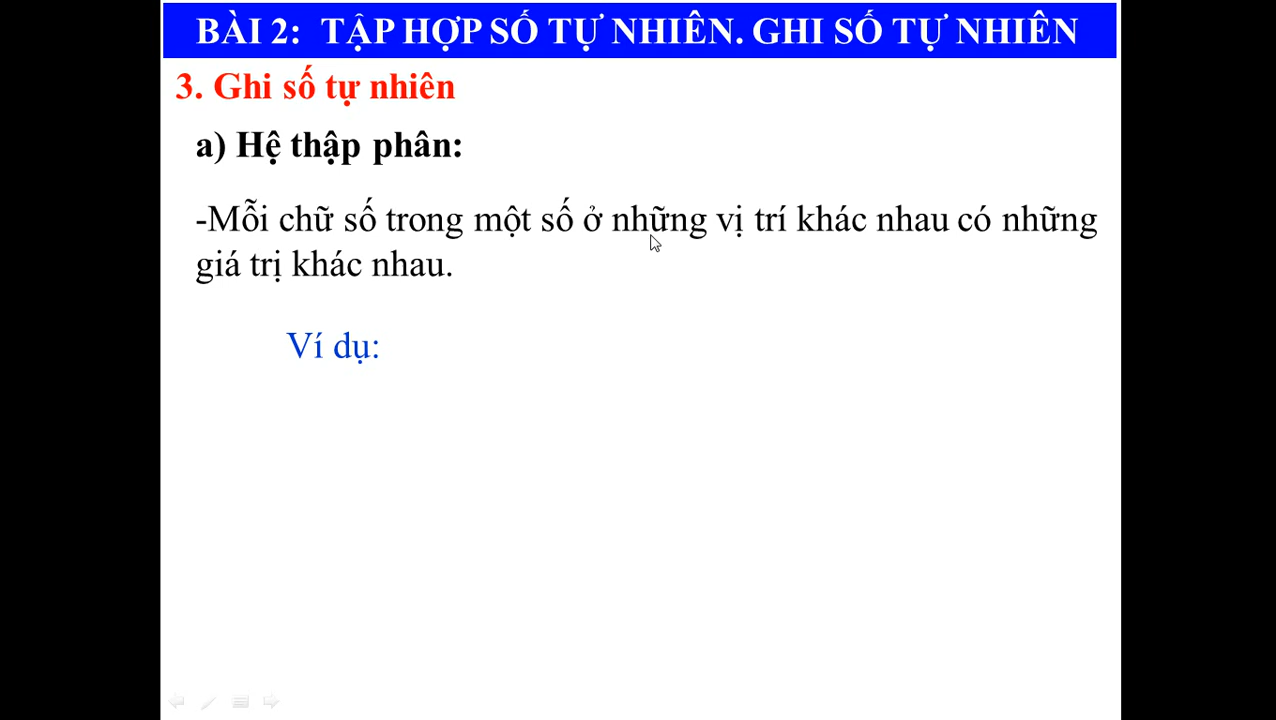 BÀI 2: TẬP HỢP SỐ TỰ NHIÊN. GHI SỐ TỰ NHIÊN
3. Ghi số tự nhiên
a) Hệ thập phân:
-Mỗi chữ số trong một số ở những vị trí khác nhau có những
giá trị khác nhau.
Ví dụ: